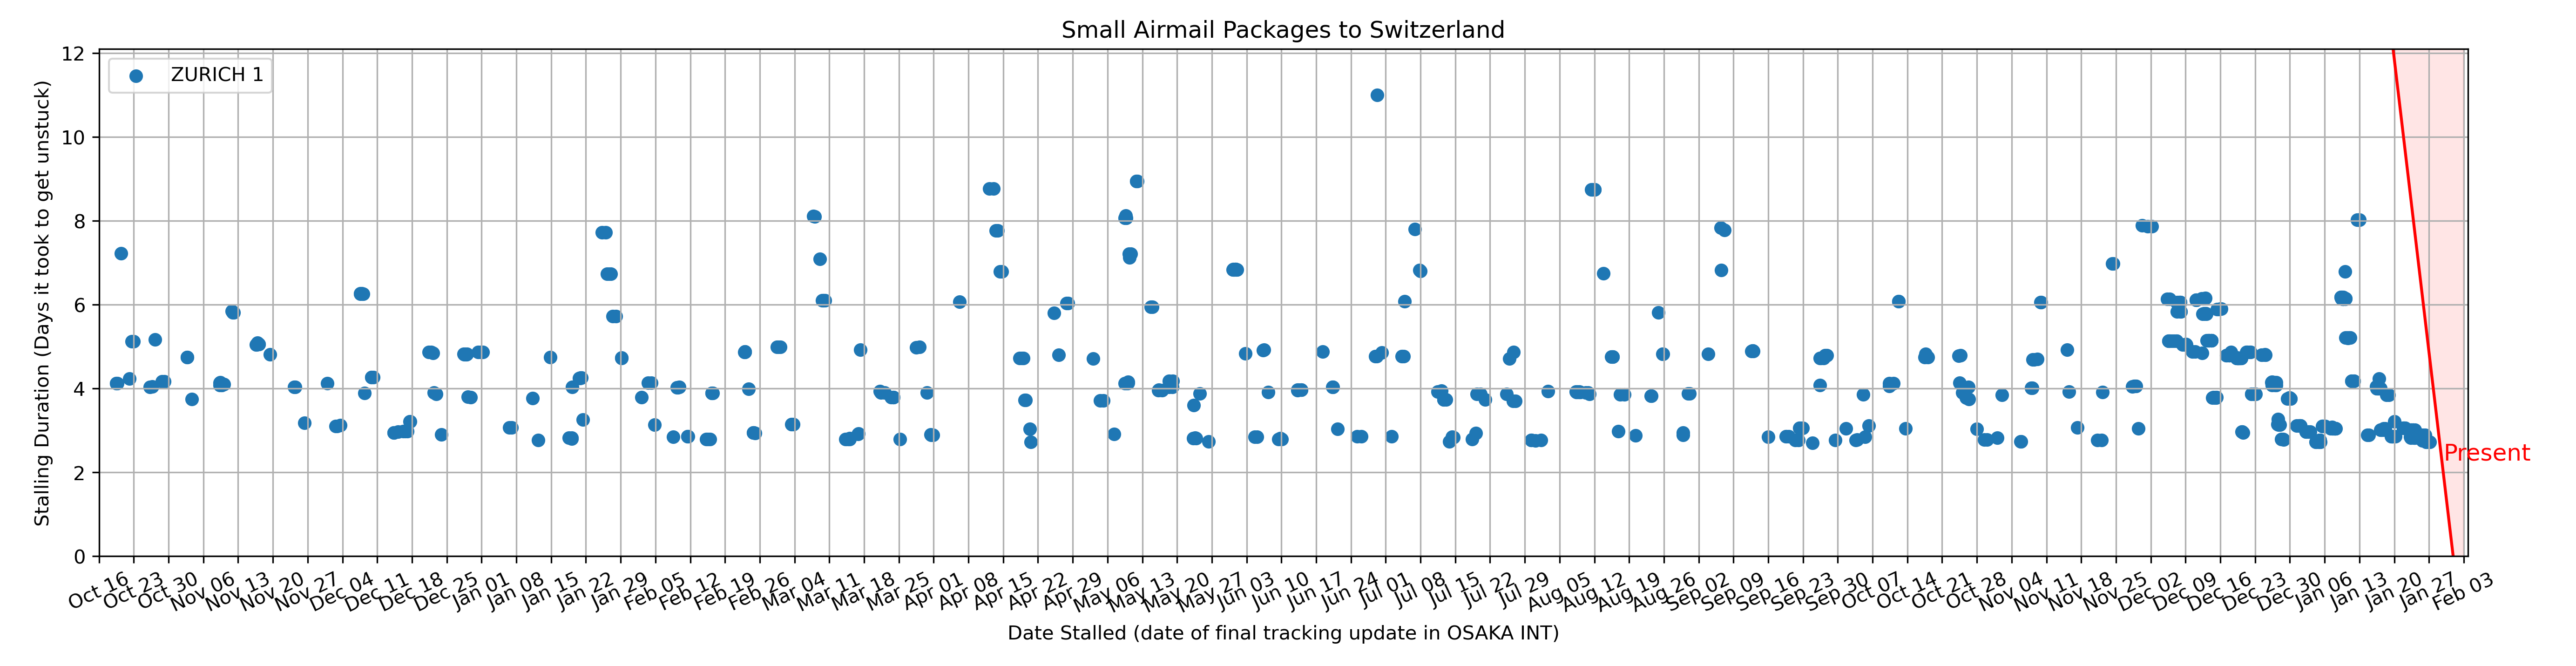 Small Airmail Packages to Switzerland
ZURICH 1
Stalling Duration (Days it took to get unstuck)
12
10
8
6
4
2
0
Present
Oct 16
Oct 23
Oct 30
Nov 06
Nov 13
Nov 20
Nov 27
Dec 04
Dec 11
Dec 18
Dec 25
Jan 01
Jan 08
Jan 15
Jan 22
Jan 29
Feb 05
Feb 12
Feb 19
Feb 26
Mar 04
Mar 11
Mar 18
Mar 25
Apr 01
Apr 08
Apr 15
Apr 22
Apr 29
May 06
May 13
May 20
May 27
Jun 03
Jun 10
Jun 17
Jun 24
Jul 01
Jul 08
Jul 15
Jul 22
Jul 29
Aug 05
Aug 12
Aug 19
Aug 26
Sep 02
Sep 09
Sep 16
Sep 23
Sep 30
Oct 07
Oct 14
Oct 21
Oct 28
Nov 04
Nov 11
Nov 18
Nov 25
Dec 02
Dec 09
Dec 16
Dec 23
Dec 30
Jan 06
Jan 13
Jan 20
Jan 27
Feb 03
Date Stalled (date of final tracking update in OSAKA INT)